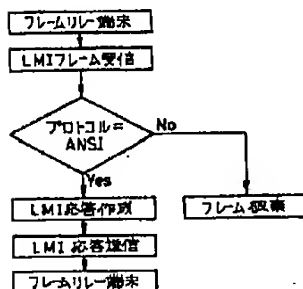 フレームリレー端末
LMIフレーム受信
プロトコル=
ANSI
No
Yes
LMI応答作成
フレーム破棄
LMI応答送信
フレームリレー端末